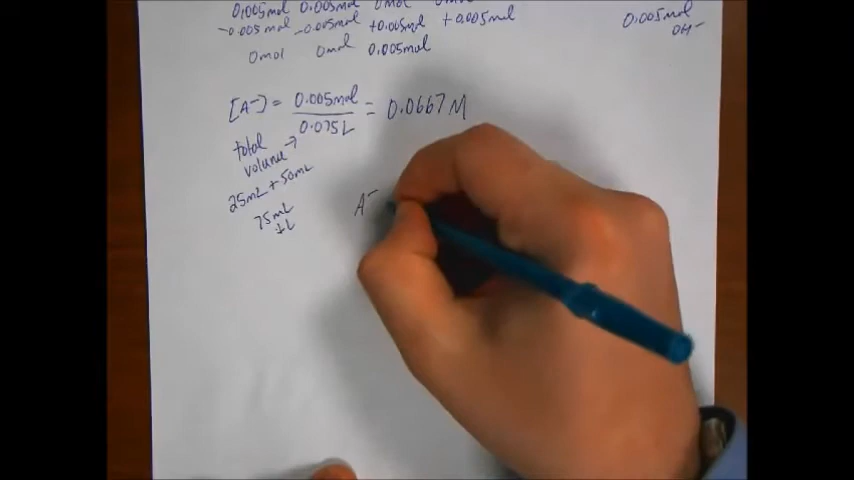 0.005mol 0.005mol 0mol
-0.005mol -0.005mol +0.005mol +0.005mol
0mol 0mol 0.005mol
0.005mol
OH-
[A-] = 0.005mol / 0.075L = 0.0667 M
total
volume →
25mL + 50mL
75mL
↓L
A-